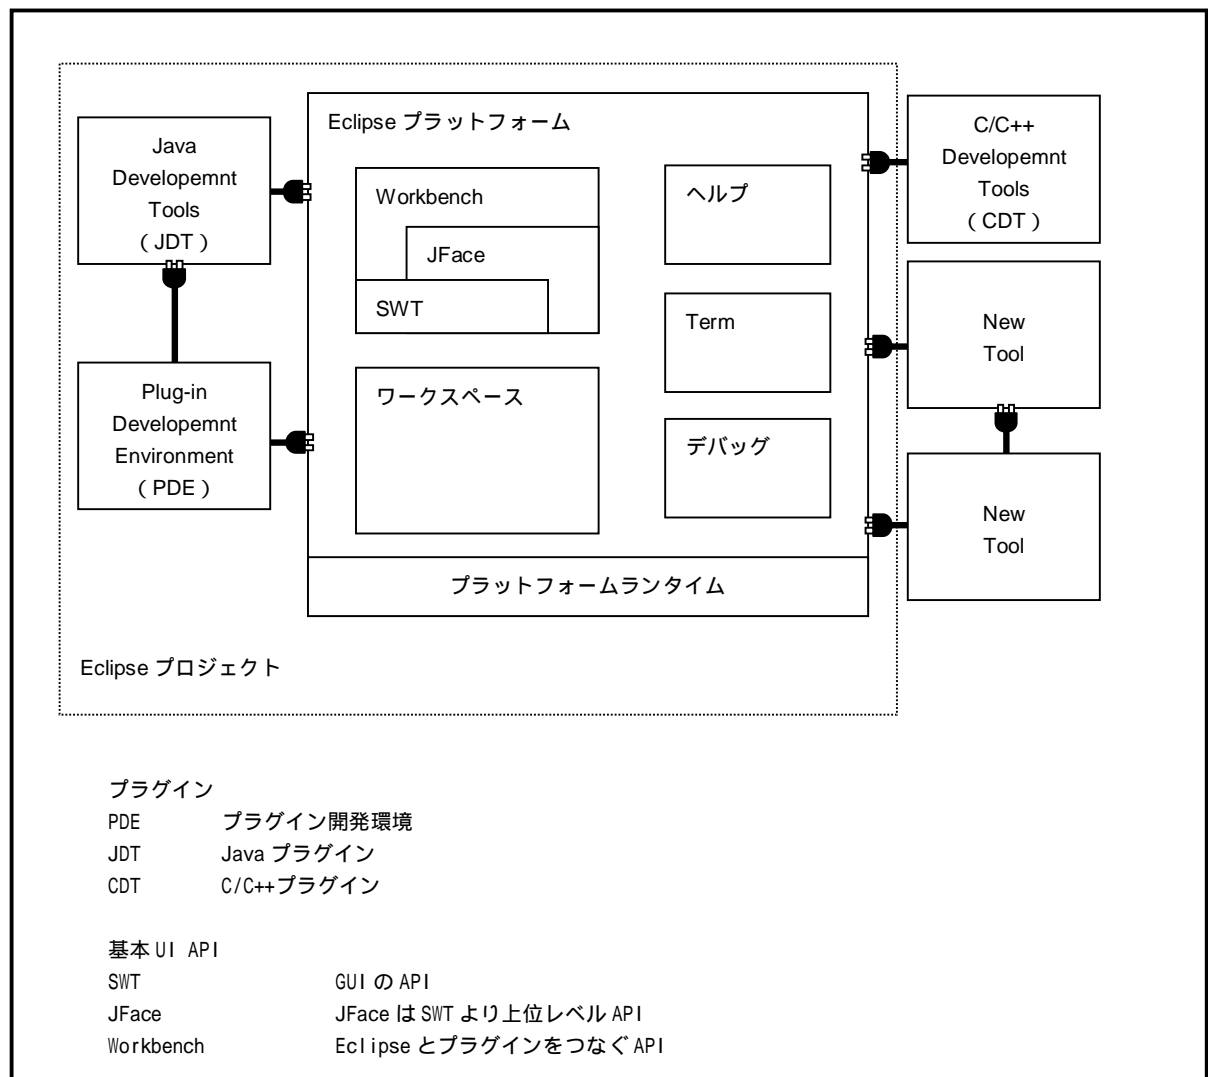 Eclipse プラットフォーム
Java
Developemnt
Tools
（JDT）
Plug-in
Developemnt
Environment
（PDE）
Workbench
JFace
SWT
ワークスペース
ヘルプ
Term
デバッグ
プラットフォームランタイム
C/C++
Developemnt
Tools
（CDT）
New
Tool
New
Tool
Eclipse プロジェクト
プラグイン
PDE プラグイン開発環境
JDT Java プラグイン
CDT C/C++プラグイン
基本 UI API
SWT GUI の API
JFace JFace は SWT より上位レベル API
Workbench Eclipse とプラグインをつなぐ API